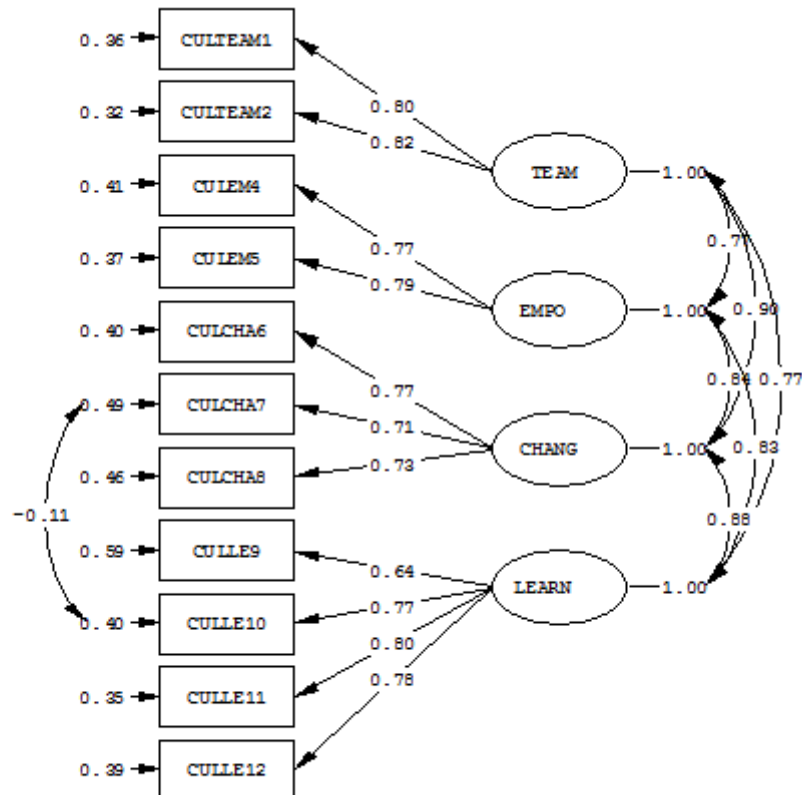 0.36
CULTEAM1
0.80
0.32
CULTEAM2
0.82
TEAM
1.00
0.41
CULEM4
0.77
0.37
CULEM5
0.79
EMPO
1.00
0.90
0.40
CULCHA6
0.77
0.84
0.77
0.49
CULCHA7
0.71
CHANG
1.00
0.83
0.46
CULCHA8
0.73
-0.11
0.88
0.59
CULLE9
0.64
LEARN
1.00
0.40
CULLE10
0.77
0.80
0.35
CULLE11
0.78
0.39
CULLE12